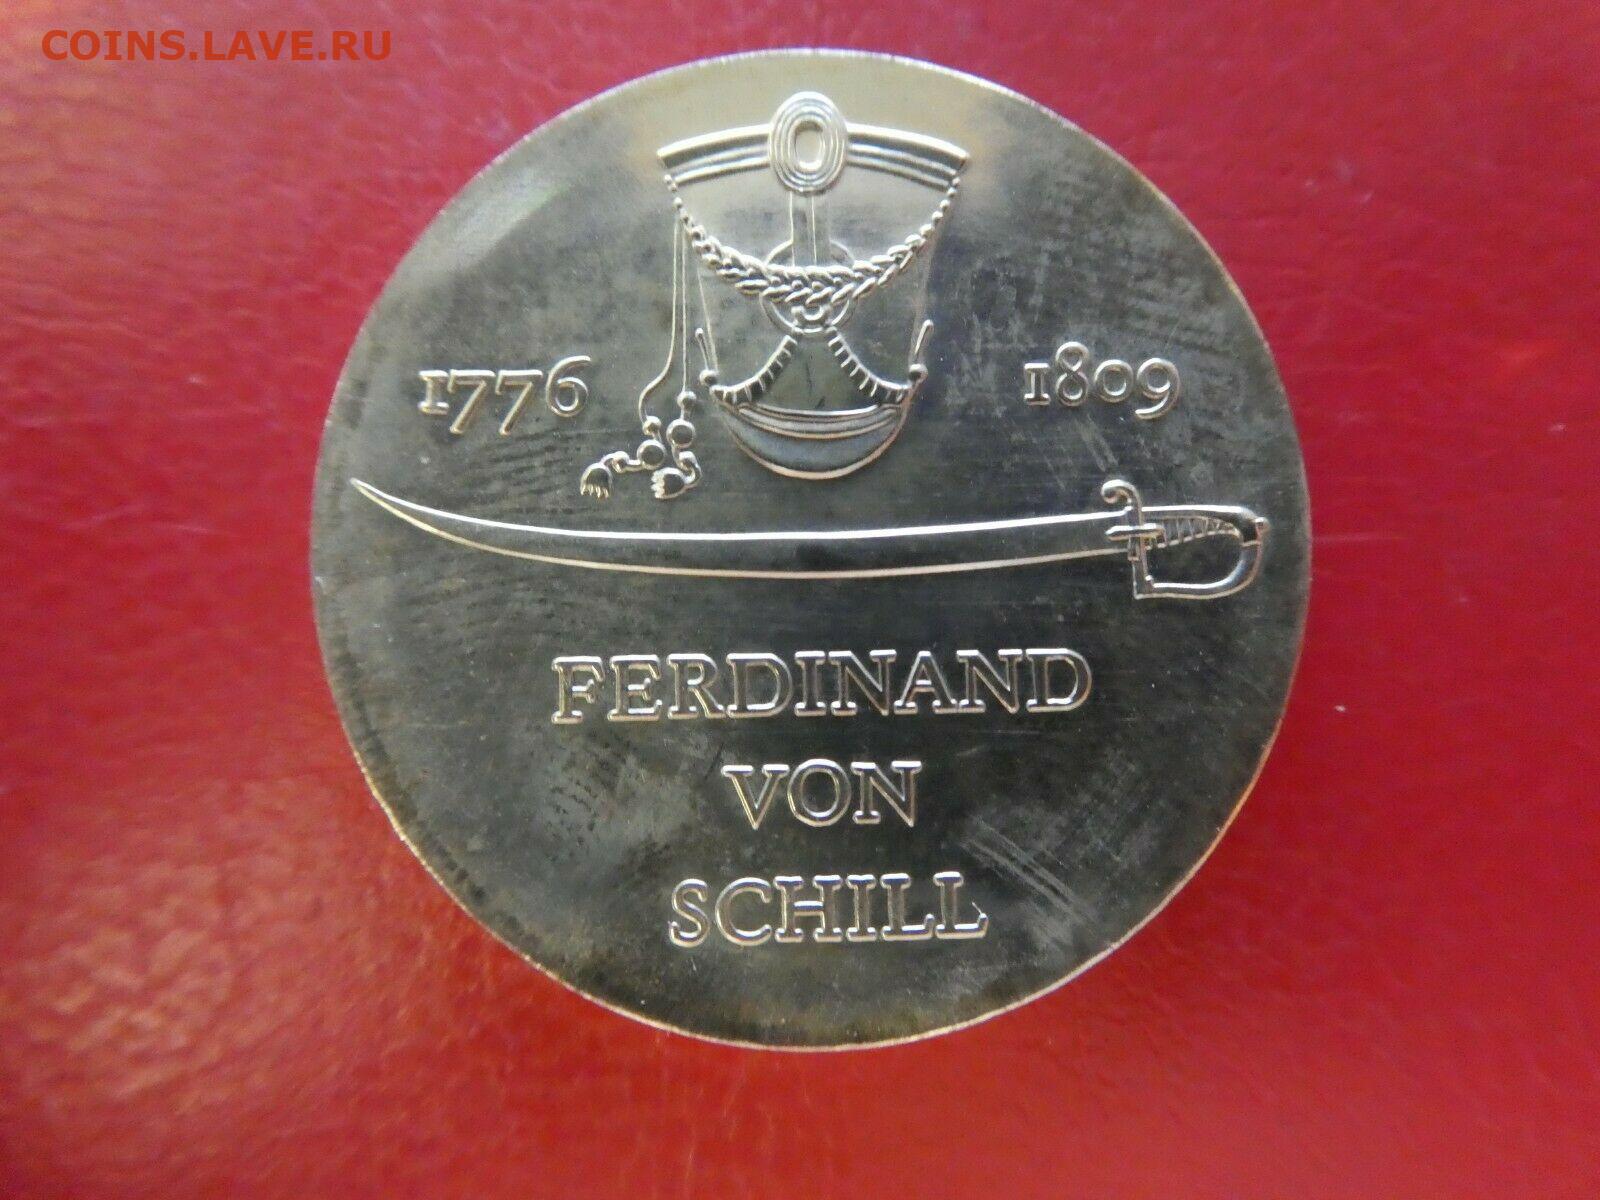 COINS.LAVE.RU
1776 1809
FERDINAND
VON
SCHILL